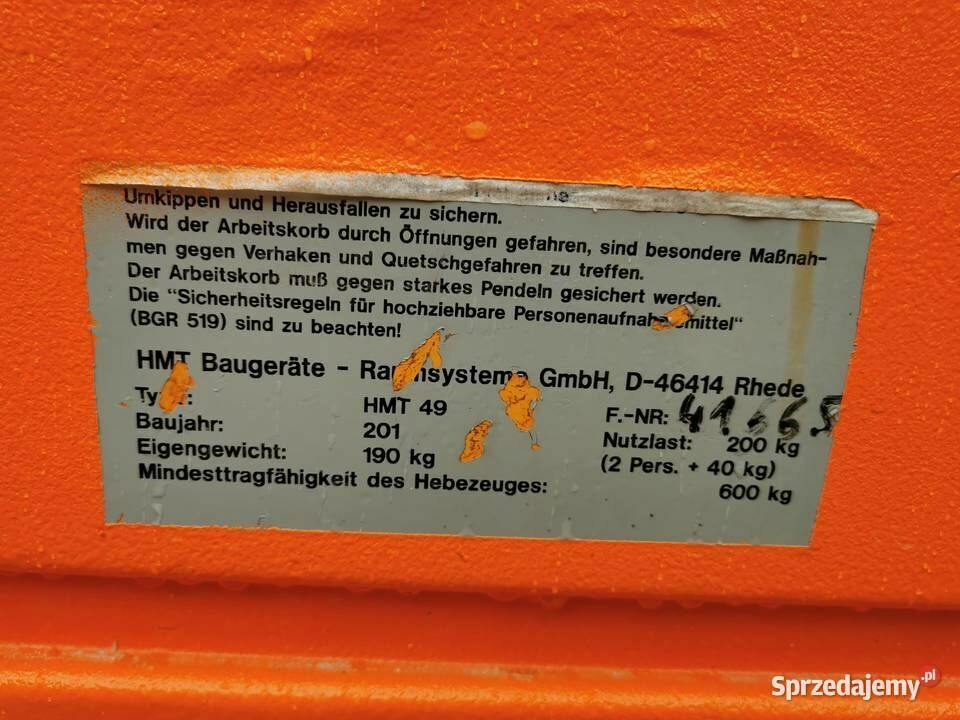 Umkippen und Herausfallen zu sichern.
Wird der Arbeitskorb durch Öffnungen gefahren, sind besondere Maßnah-
men gegen Verhaken und Quetschgefahren zu treffen.
Der Arbeitskorb muß gegen starkes Pendeln gesichert werden.
Die "Sicherheitsregeln für hochziehbare Personenaufnahmemittel"
(BGR 519) sind zu beachten!
HMT Baugeräte - Raumsysteme GmbH, D-46414 Rhede
Type: HMT 49 F.-NR:
Baujahr: 201 Nutzlast: 200 kg
Eigengewicht: 190 kg (2 Pers. + 40 kg)
Mindesttragfähigkeit des Hebezeuges: 600 kg
Sprzedajemy.pl